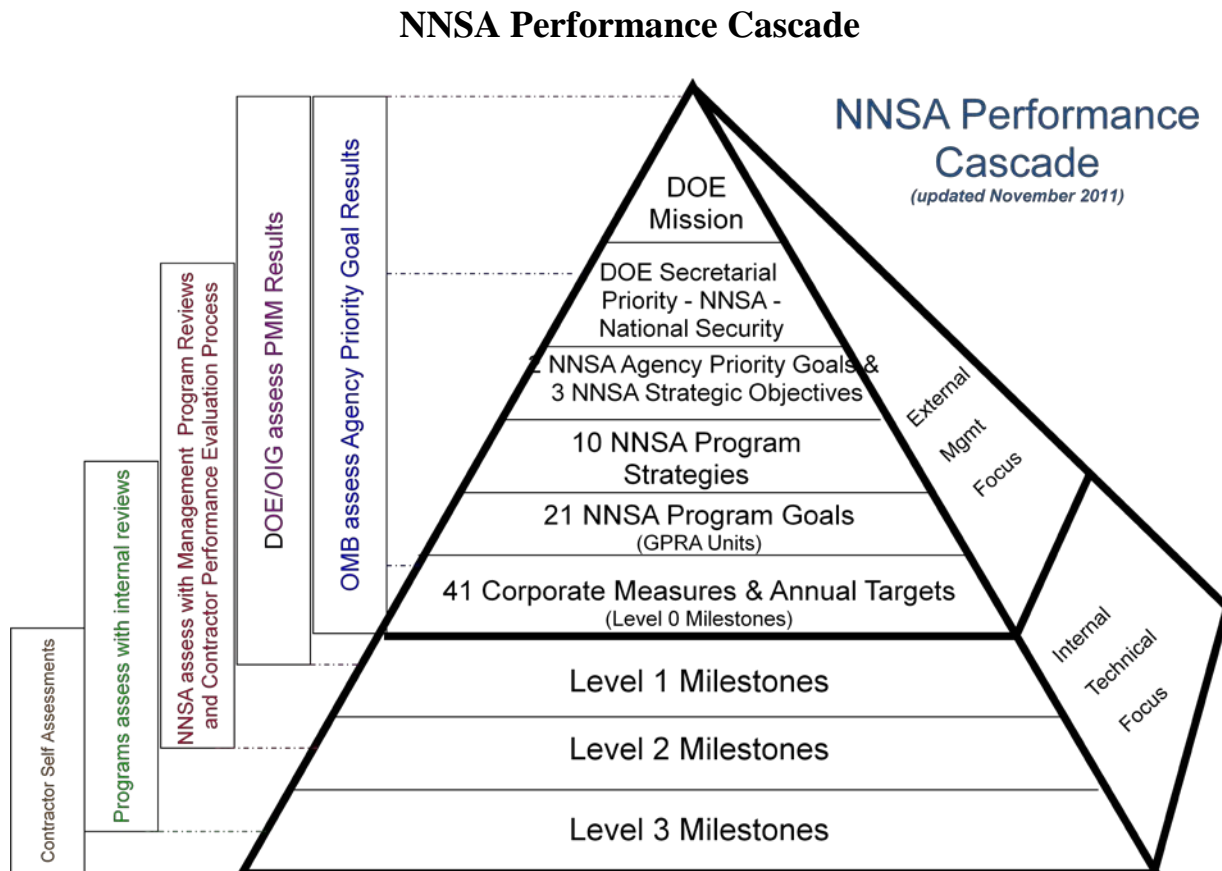 NNSA Performance Cascade
NNSA Performance
Cascade
(updated November 2011)
DOE
Mission
DOE Secretarial
Priority - NNSA -
National Security
2 NNSA Agency Priority Goals &
3 NNSA Strategic Objectives
10 NNSA Program
Strategies
21 NNSA Program Goals
(GPRA Units)
41 Corporate Measures & Annual Targets
(Level 0 Milestones)
Level 1 Milestones
Level 2 Milestones
Level 3 Milestones
External
Mgmt
Focus
Internal
Technical
Focus
Contractor Self Assessments
Programs assess with internal reviews
NNSA assess with Management Program Reviews
and Contractor Performance Evaluation Process
DOE/OIG assess PMM Results
OMB assess Agency Priority Goal Results